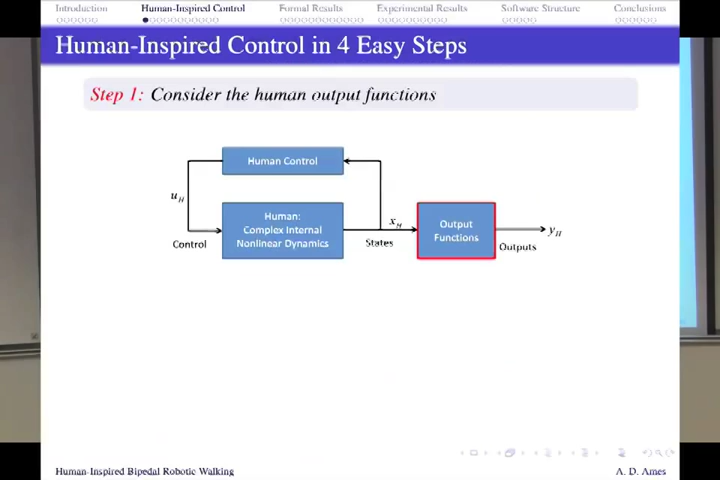 Introduction Human-Inspired Control Formal Results Experimental Results Software Structure Conclusions
Human-Inspired Control in 4 Easy Steps
Step 1: Consider the human output functions
Human Control
u_H
Human:
Complex Internal
Nonlinear Dynamics
Control
x_H
States
Output
Functions
y_H
Outputs
Human-Inspired Bipedal Robotic Walking A. D. Ames